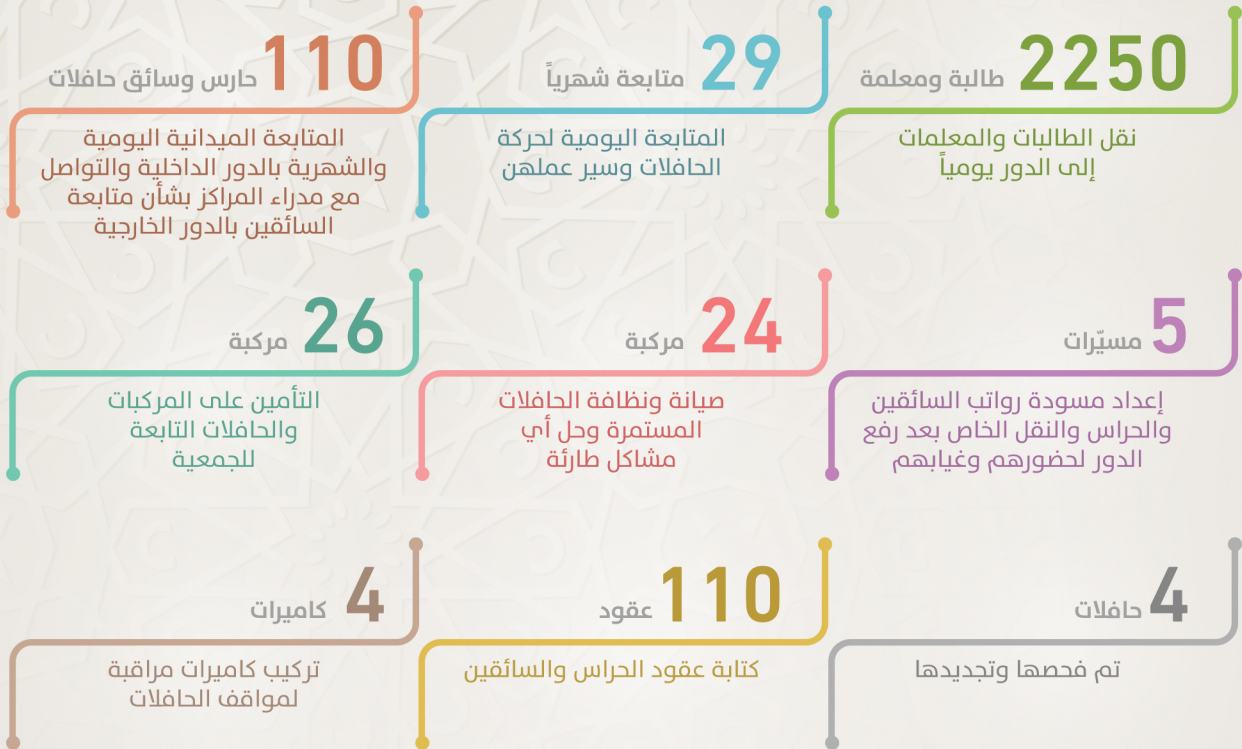 2250 طالبة ومعلمة
نقل الطالبات والمعلمات
إلى الدور يومياً
29 متابعة شهرياً
المتابعة اليومية لحركة
الحافلات وسير عملهن
110 حارس وسائق حافلات
المتابعة الميدانية اليومية
والشهرية بالدور الداخلية والتواصل
مع مدراء المراكز بشأن متابعة
السائقين بالدور الخارجية
5 مسيّرات
إعداد مسودة رواتب السائقين
والحراس والنقل الخاص بعد رفع
الدور لحضورهم وغيابهم
24 مركبة
صيانة ونظافة الحافلات
المستمرة وحل أي
مشاكل طارئة
26 مركبة
التأمين على المركبات
والحافلات التابعة
للجمعية
4 حافلات
تم فحصها وتجديدها
110 عقود
كتابة عقود الحراس والسائقين
4 كاميرات
تركيب كاميرات مراقبة
لمواقف الحافلات